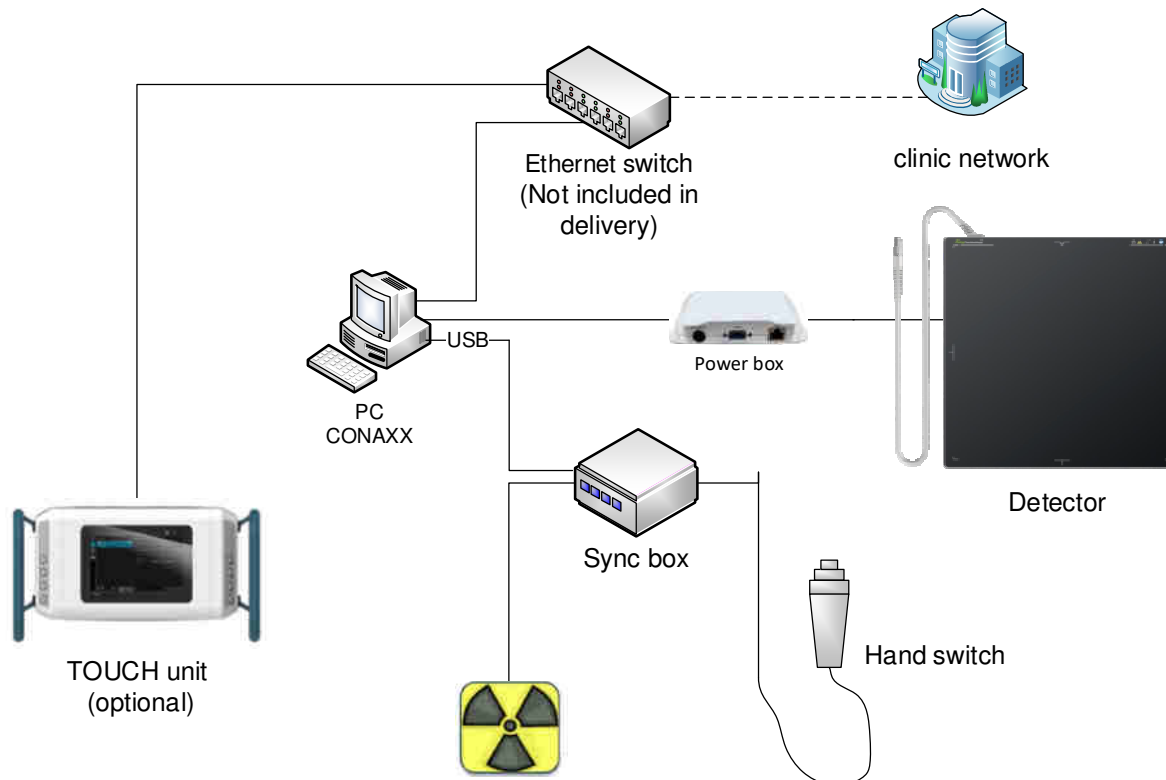 Ethernet switch
(Not included in
delivery)
clinic network
USB
Power box
PC
CONAXX
Detector
Sync box
Hand switch
TOUCH unit
(optional)